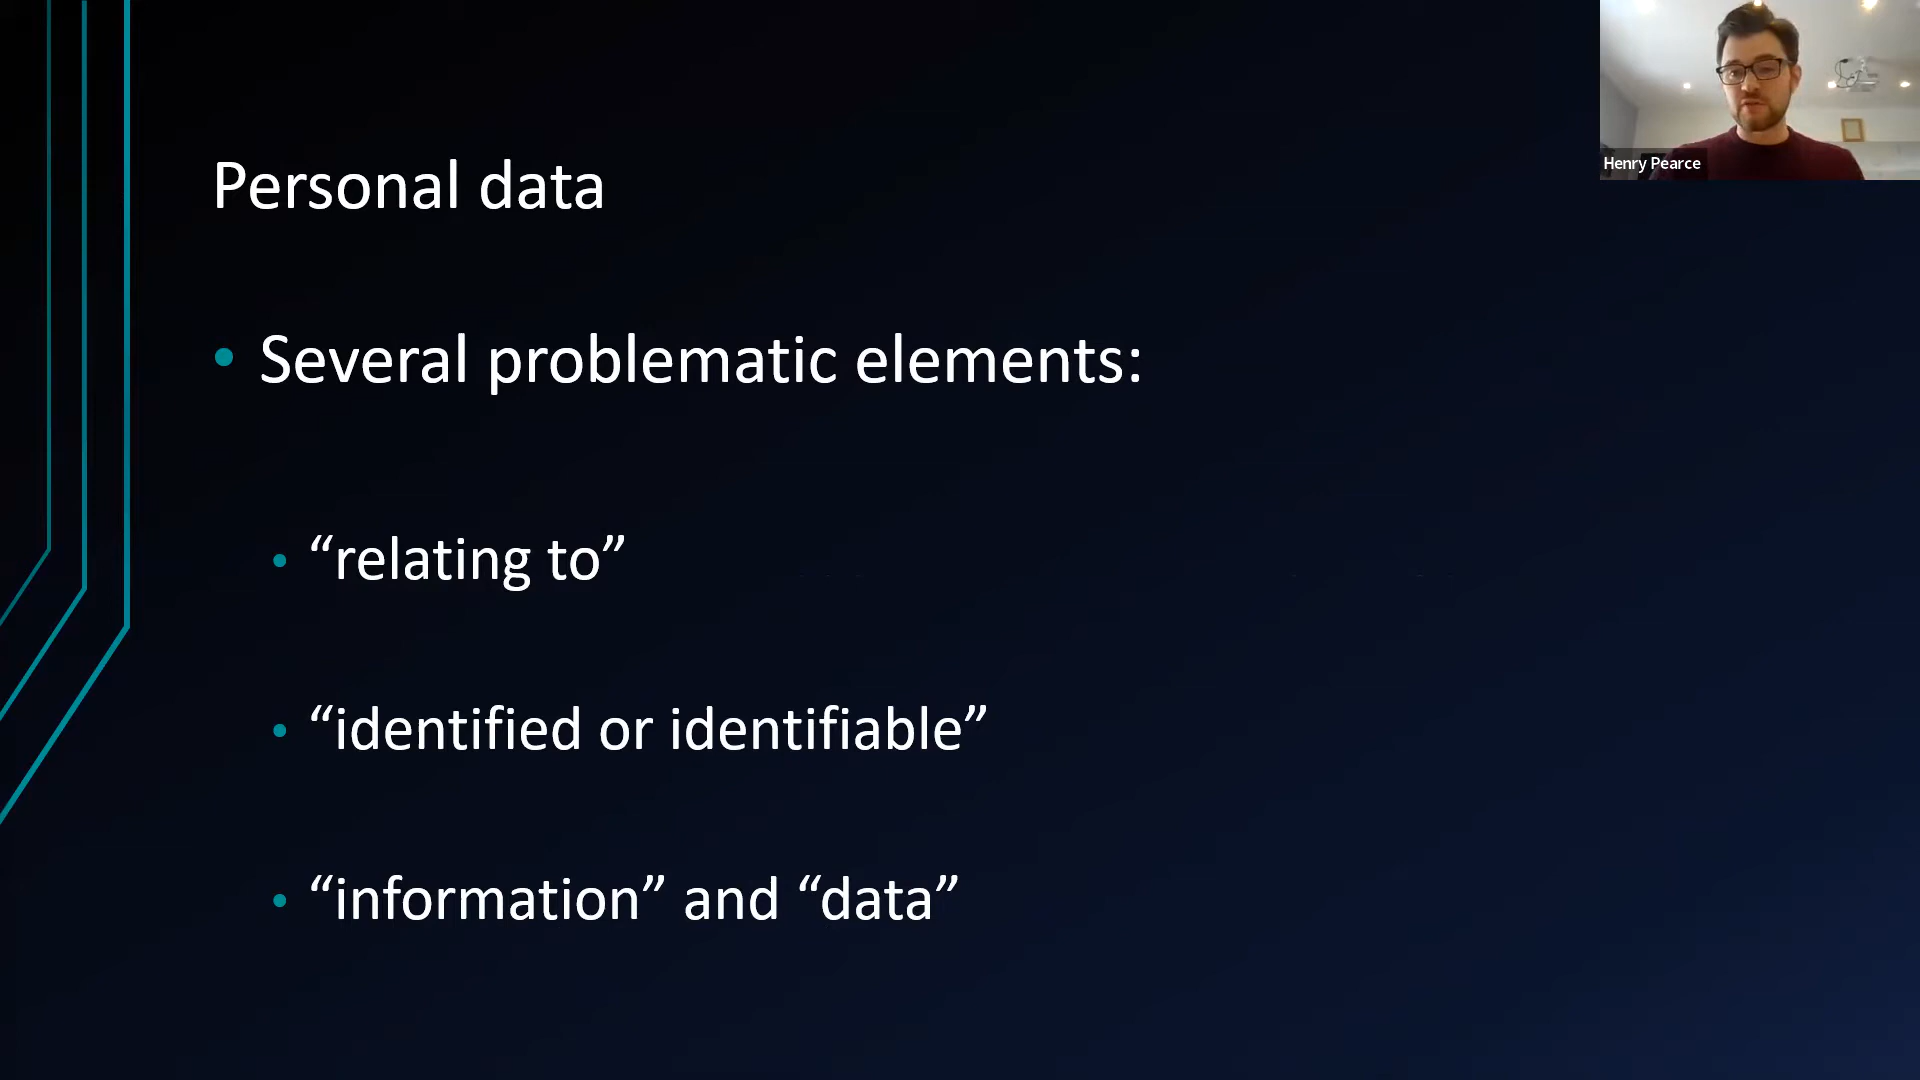 Henry Pearce
Personal data
• Several problematic elements:
• “relating to”
• “identified or identifiable”
• “information” and “data”